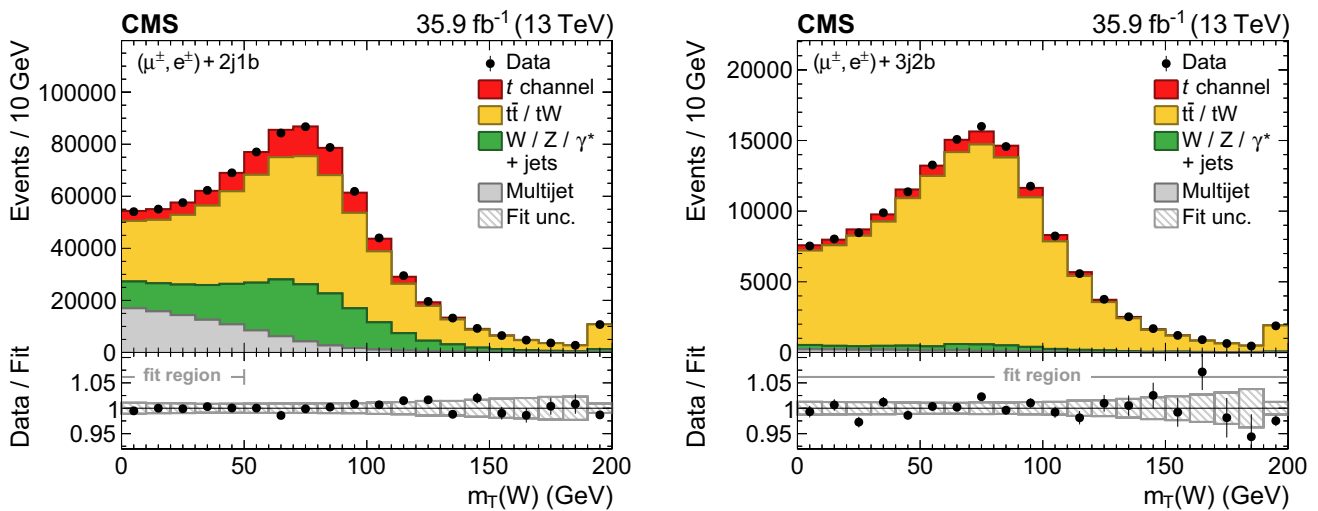 CMS 35.9 fb⁻¹ (13 TeV)
(μ±, e±) + 2j1b
Events / 10 GeV
100000
80000
60000
40000
20000
0
Data
t channel
tt̄ / tW
W / Z / γ*
+ jets
Multijet
Fit unc.
Data / Fit
1.05
1
0.95
fit region
0 50 100 150 200
m_T(W) (GeV)
CMS 35.9 fb⁻¹ (13 TeV)
(μ±, e±) + 3j2b
Events / 10 GeV
20000
15000
10000
5000
0
Data
t channel
tt̄ / tW
W / Z / γ*
+ jets
Multijet
Fit unc.
Data / Fit
1.05
1
0.95
fit region
0 50 100 150 200
m_T(W) (GeV)